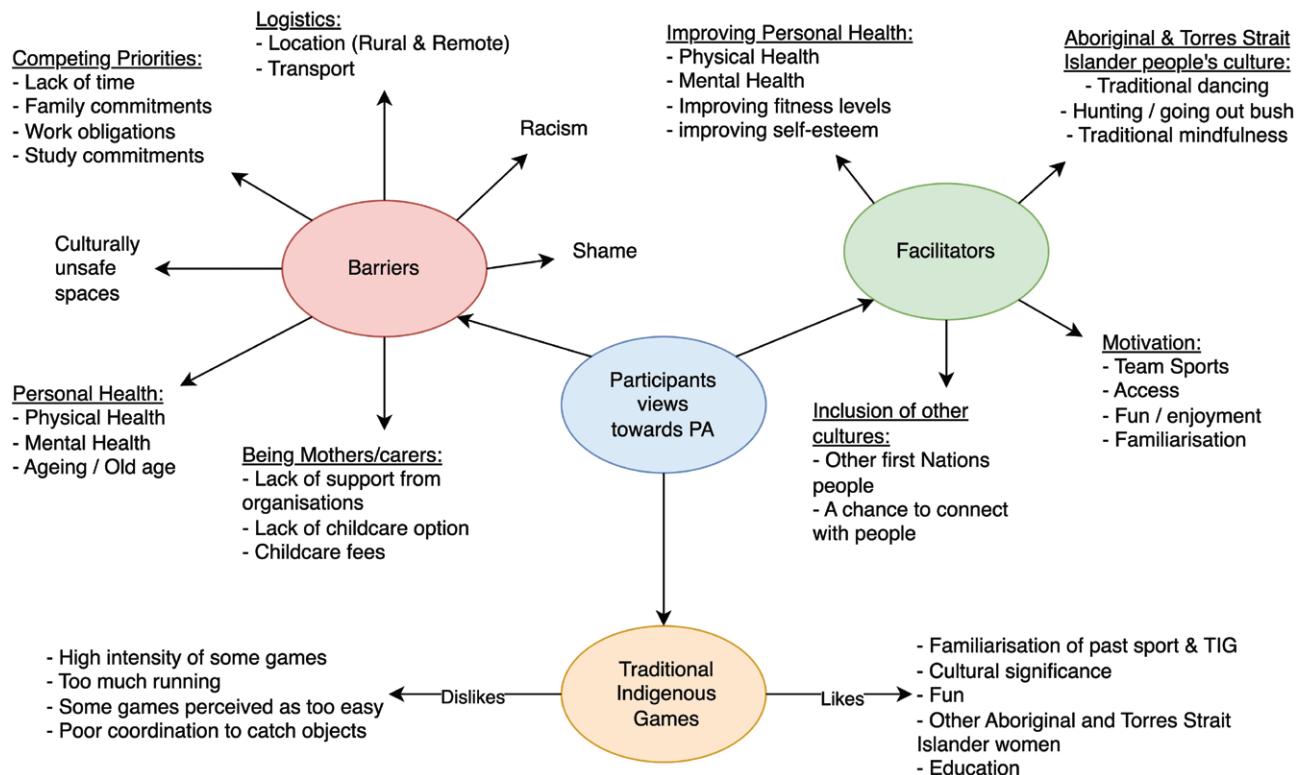 Logistics:
- Location (Rural & Remote)
- Transport
Competing Priorities:
- Lack of time
- Family commitments
- Work obligations
- Study commitments
Racism
Culturally
unsafe
spaces
Barriers
Shame
Personal Health:
- Physical Health
- Mental Health
- Ageing / Old age
Being Mothers/carers:
- Lack of support from
organisations
- Lack of childcare option
- Childcare fees
Improving Personal Health:
- Physical Health
- Mental Health
- Improving fitness levels
- improving self-esteem
Aboriginal & Torres Strait
Islander people's culture:
- Traditional dancing
- Hunting / going out bush
- Traditional mindfulness
Facilitators
Participants
views
towards PA
Inclusion of other
cultures:
- Other first Nations
people
- A chance to connect
with people
Motivation:
- Team Sports
- Access
- Fun / enjoyment
- Familiarisation
- High intensity of some games
- Too much running
- Some games perceived as too easy
- Poor coordination to catch objects
Dislikes
Traditional
Indigenous
Games
Likes
- Familiarisation of past sport & TIG
- Cultural significance
- Fun
- Other Aboriginal and Torres Strait
Islander women
- Education